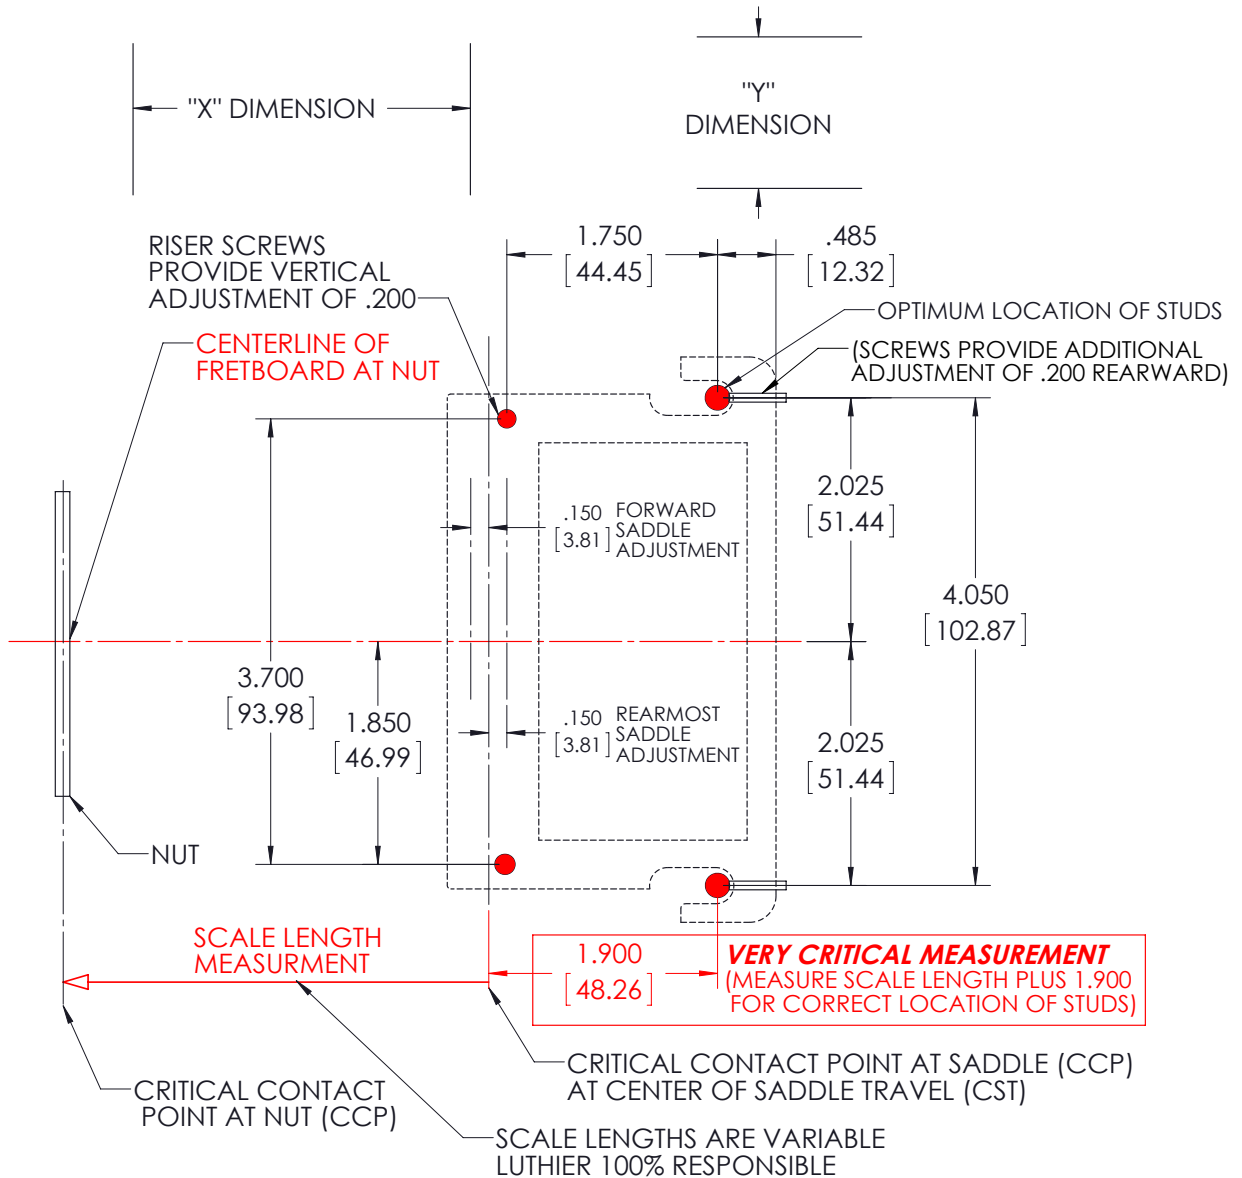 "X" DIMENSION
"Y"
DIMENSION
RISER SCREWS
PROVIDE VERTICAL
ADJUSTMENT OF .200
1.750
[44.45]
.485
[12.32]
OPTIMUM LOCATION OF STUDS
(SCREWS PROVIDE ADDITIONAL
ADJUSTMENT OF .200 REARWARD)
CENTERLINE OF
FRETBOARD AT NUT
2.025
[51.44]
.150
[3.81]
FORWARD
SADDLE
ADJUSTMENT
4.050
[102.87]
3.700
[93.98]
1.850
[46.99]
.150
[3.81]
REARMOST
SADDLE
ADJUSTMENT
2.025
[51.44]
NUT
SCALE LENGTH
MEASURMENT
1.900
[48.26]
VERY CRITICAL MEASUREMENT
(MEASURE SCALE LENGTH PLUS 1.900
FOR CORRECT LOCATION OF STUDS)
CRITICAL CONTACT
POINT AT NUT (CCP)
CRITICAL CONTACT POINT AT SADDLE (CCP)
AT CENTER OF SADDLE TRAVEL (CST)
SCALE LENGTHS ARE VARIABLE
LUTHIER 100% RESPONSIBLE